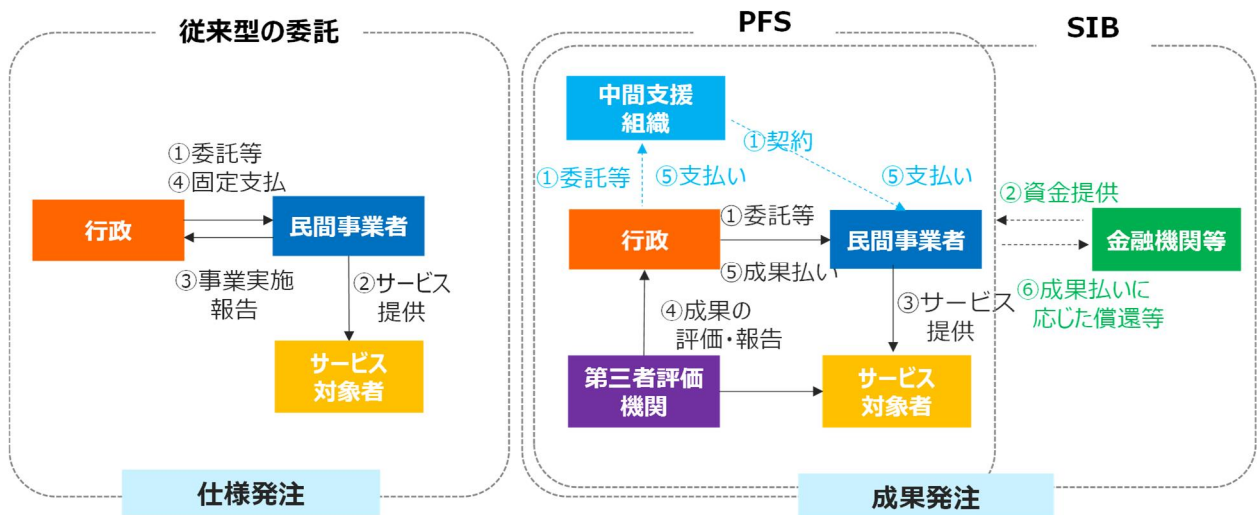 従来型の委託
①委託等
④固定支払
行政
民間事業者
③事業実施
報告
②サービス
提供
サービス
対象者
仕様発注
PFS
SIB
中間支援
組織
①契約
①委託等
⑤支払い
⑤支払い
②資金提供
行政
①委託等
民間事業者
金融機関等
⑤成果払い
⑥成果払いに
応じた償還等
④成果の
評価・報告
③サービス
提供
第三者評価
機関
サービス
対象者
成果発注